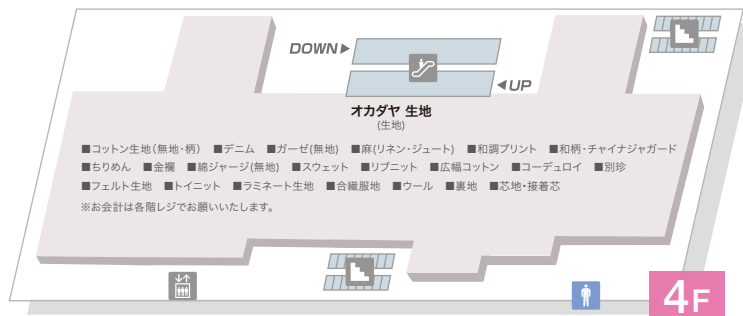 DOWN▶
◀UP
オカダヤ 生地
(生地)
■コットン生地（無地・柄） ■デニム ■ガーゼ(無地) ■麻(リネン・ジュート) ■和調プリント ■和柄・チャイナジャガード
■ちりめん ■金襴 ■綿ジャージ(無地) ■スウェット ■リブニット ■広幅コットン ■コーデュロイ ■別珍
■フェルト生地 ■トイニット ■ラミネート生地 ■合繊服地 ■ウール ■裏地 ■芯地・接着芯
※お会計は各階レジでお願いいたします。
4F